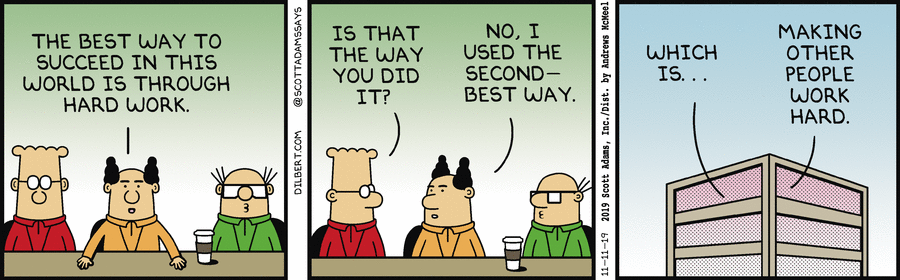 THE BEST WAY TO
SUCCEED IN THIS
WORLD IS THROUGH
HARD WORK.
DILBERT.COM @SCOTTADAMSSAYS
IS THAT
THE WAY
YOU DID
IT?
NO, I
USED THE
SECOND—
BEST WAY.
11-11-19 2019 Scott Adams, Inc./Dist. by Andrews McMeel
WHICH
IS...
MAKING
OTHER
PEOPLE
WORK
HARD.